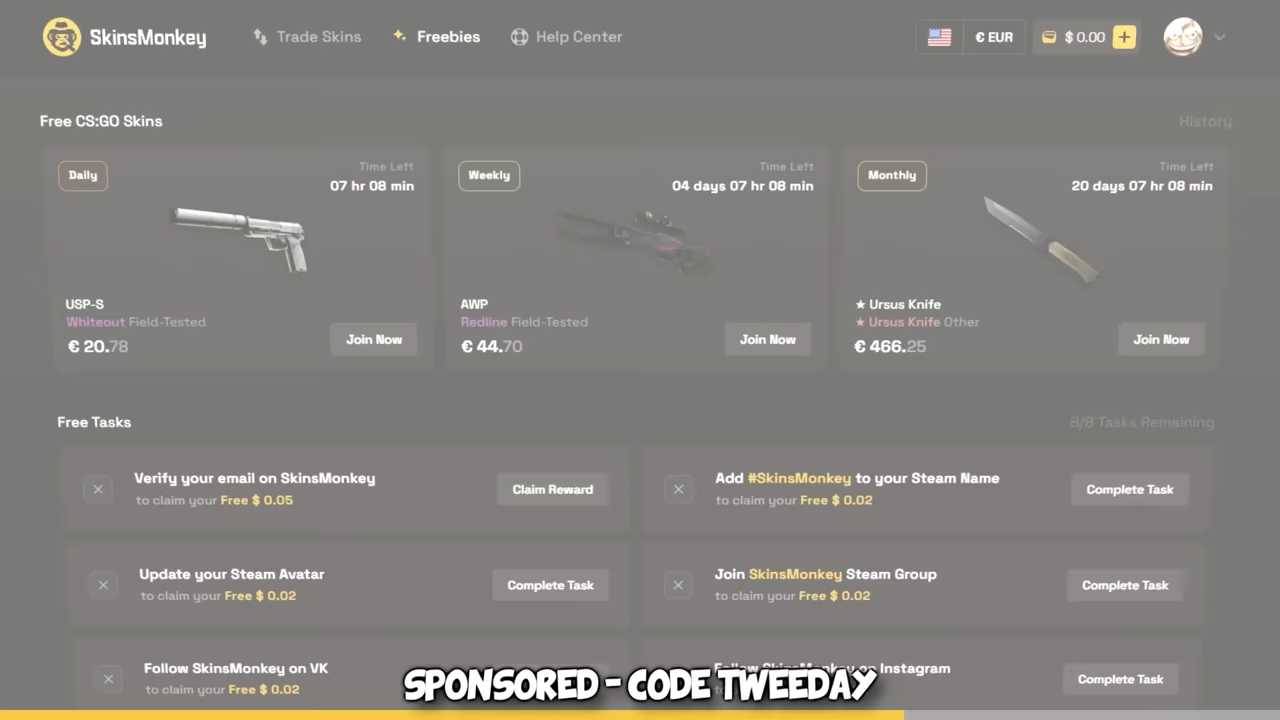 SkinsMonkey Trade Skins Freebies Help Center € EUR $ 0.00 +
Free CS:GO Skins History
Daily Time Left Weekly Time Left Monthly Time Left
07 hr 08 min 04 days 07 hr 08 min 20 days 07 hr 08 min
USP-S AWP ★ Ursus Knife
Whiteout Field-Tested Redline Field-Tested ★ Ursus Knife Other
€ 20.78 Join Now € 44.70 Join Now € 466.25 Join Now
Free Tasks 8/8 Tasks Remaining
Verify your email on SkinsMonkey Add #SkinsMonkey to your Steam Name
to claim your Free $ 0.05 Claim Reward to claim your Free $ 0.02 Complete Task
Update your Steam Avatar Join SkinsMonkey Steam Group
to claim your Free $ 0.02 Complete Task to claim your Free $ 0.02 Complete Task
Follow SkinsMonkey on VK Follow SkinsMonkey on Instagram
to claim your Free $ 0.02 Complete Task
SPONSORED - CODE TWEEDAY